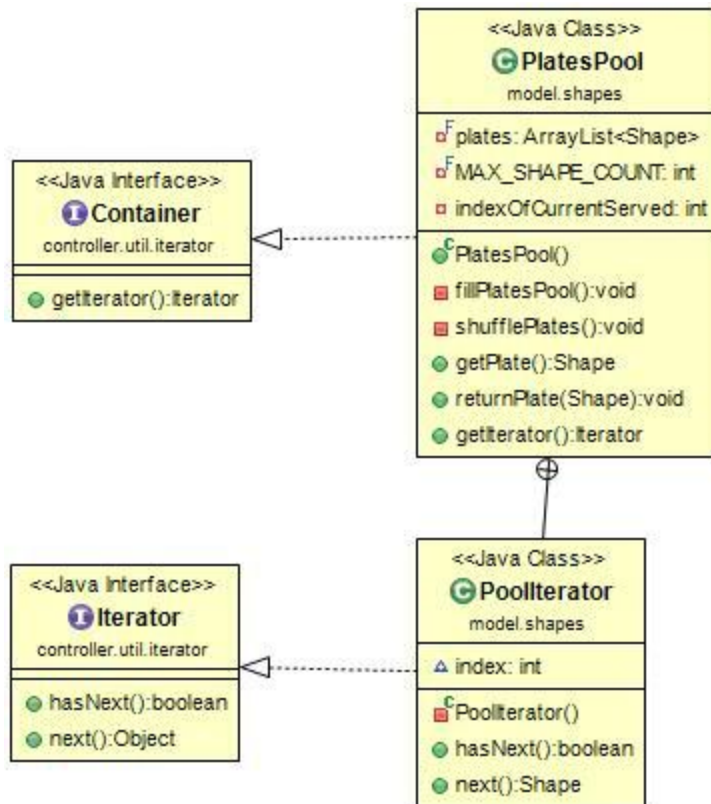 <<Java Class>>
C PlatesPool
model.shapes
F plates: ArrayList<Shape>
F MAX_SHAPE_COUNT: int
indexOfCurrentServed: int
C PlatesPool()
fillPlatesPool():void
shufflePlates():void
getPlate():Shape
returnPlate(Shape):void
getIterator():Iterator
<<Java Interface>>
I Container
controller.util.iterator
getIterator():Iterator
<<Java Interface>>
I Iterator
controller.util.iterator
hasNext():boolean
next():Object
<<Java Class>>
C PoolIterator
model.shapes
index: int
C PoolIterator()
hasNext():boolean
next():Shape